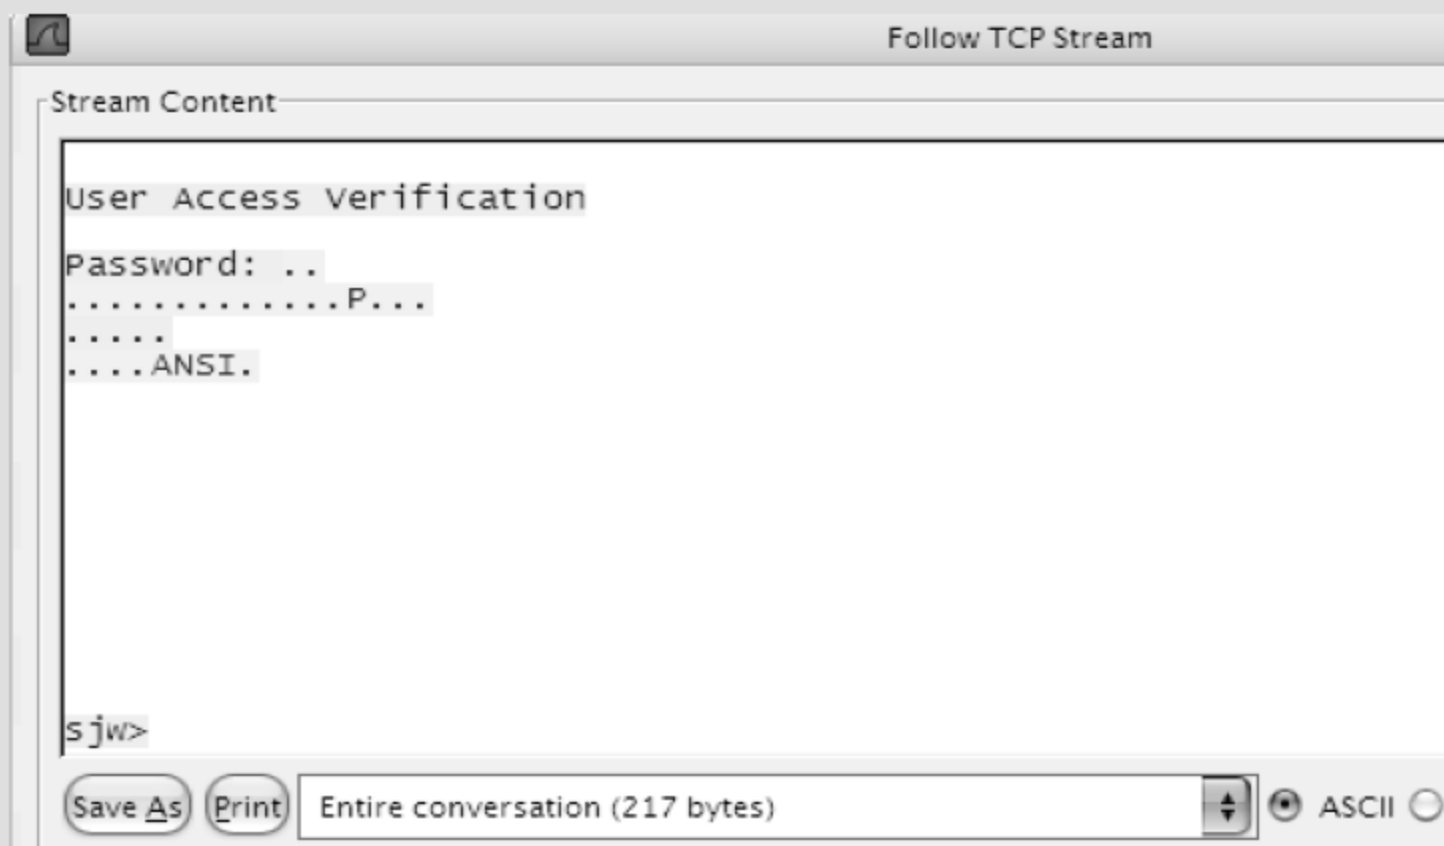 Follow TCP Stream
Stream Content
User Access Verification
Password: ..
.............P...
.....
....ANSI.
sjw>
Save As
Print
Entire conversation (217 bytes)
ASCII